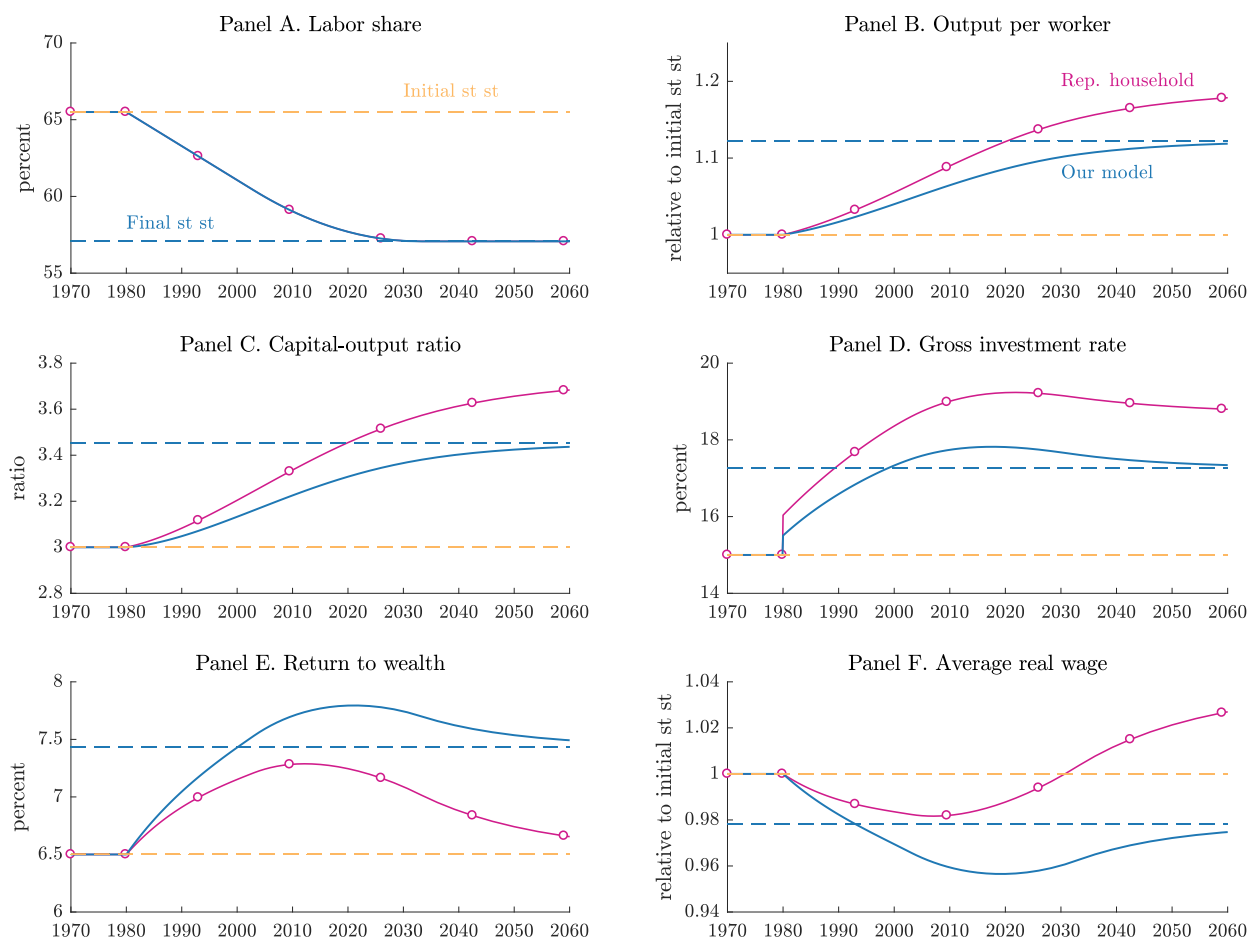 Panel A. Labor share
percent
70
65
60
55
Initial st st
Final st st
1970 1980 1990 2000 2010 2020 2030 2040 2050 2060
Panel B. Output per worker
relative to initial st st
1.2
1.1
1
Rep. household
Our model
1970 1980 1990 2000 2010 2020 2030 2040 2050 2060
Panel C. Capital-output ratio
ratio
3.8
3.6
3.4
3.2
3
2.8
1970 1980 1990 2000 2010 2020 2030 2040 2050 2060
Panel D. Gross investment rate
percent
20
18
16
14
1970 1980 1990 2000 2010 2020 2030 2040 2050 2060
Panel E. Return to wealth
percent
8
7.5
7
6.5
6
1970 1980 1990 2000 2010 2020 2030 2040 2050 2060
Panel F. Average real wage
relative to initial st st
1.04
1.02
1
0.98
0.96
0.94
1970 1980 1990 2000 2010 2020 2030 2040 2050 2060